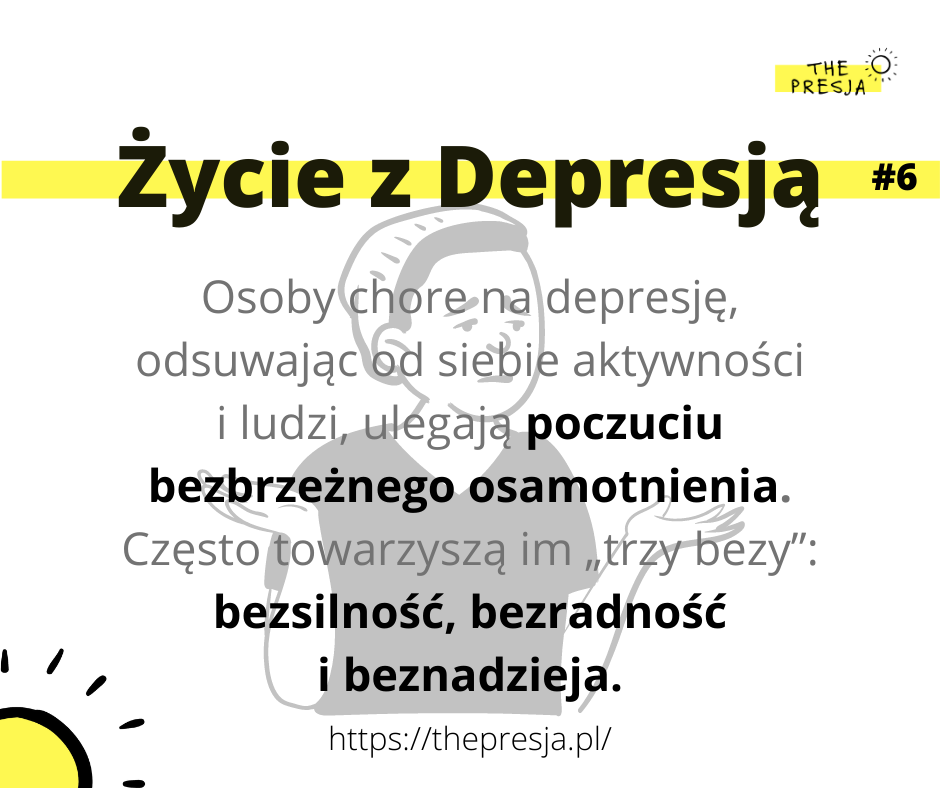 THE
PRESJA
Życie z Depresją #6
Osoby chore na depresję,
odsuwając od siebie aktywności
i ludzi, ulegają poczuciu
bezbrzeżnego osamotnienia.
Często towarzyszą im „trzy bezy”:
bezsilność, bezradność
i beznadzieja.
https://thepresja.pl/